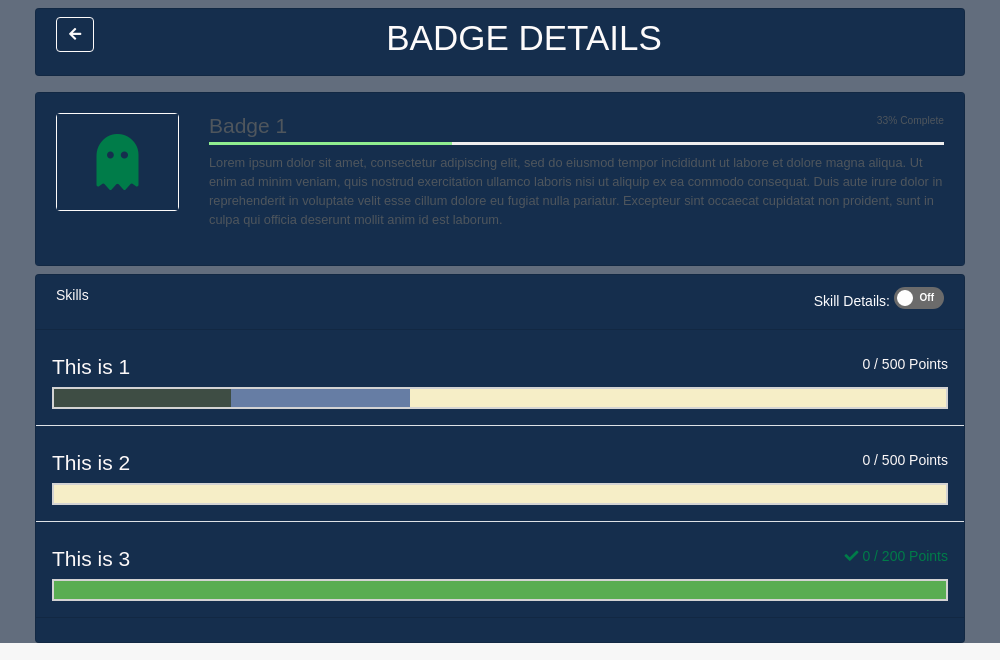 BADGE DETAILS
Badge 1
33% Complete
Lorem ipsum dolor sit amet, consectetur adipiscing elit, sed do eiusmod tempor incididunt ut labore et dolore magna aliqua. Ut
enim ad minim veniam, quis nostrud exercitation ullamco laboris nisi ut aliquip ex ea commodo consequat. Duis aute irure dolor in
reprehenderit in voluptate velit esse cillum dolore eu fugiat nulla pariatur. Excepteur sint occaecat cupidatat non proident, sunt in
culpa qui officia deserunt mollit anim id est laborum.
Skills
Skill Details: Off
This is 1
0 / 500 Points
This is 2
0 / 500 Points
This is 3
0 / 200 Points